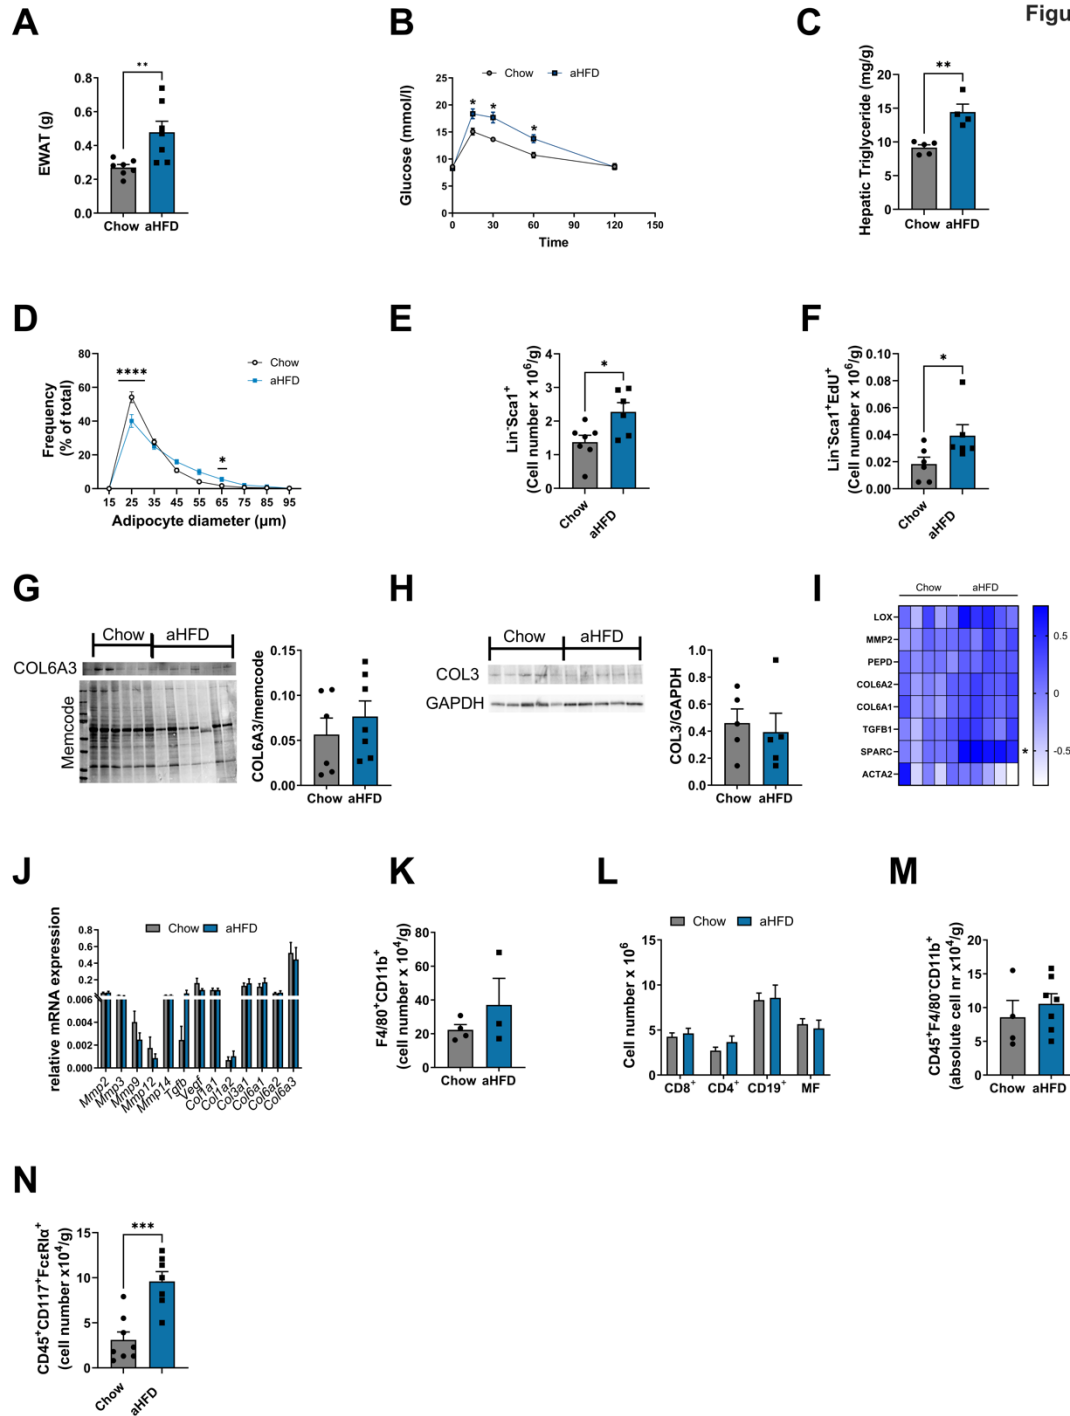 Figu
A
**
EWAT (g)
0.8
0.6
0.4
0.2
0.0
Chow aHFD
B
Chow aHFD
Glucose (mmol/l)
25
20
15
10
5
0
* * *
0 30 60 90 120 150
Time
C
**
Hepatic Triglyceride (mg/g)
20
15
10
5
0
Chow aHFD
D
Frequency
(% of total)
80
60
40
20
0
****
*
Chow
aHFD
15 25 35 45 55 65 75 85 95
Adipocyte diameter (µm)
E
Lin⁻Sca1⁺
(Cell number x 10⁶/g)
4
3
2
1
0
*
Chow
aHFD
F
Lin⁻Sca1⁺EdU⁺
(Cell number x 10⁶/g)
0.10
0.08
0.06
0.04
0.02
0.00
*
Chow
aHFD
G
Chow aHFD
COL6A3
Memcode
COL6A3/memcode
0.15
0.10
0.05
0.00
Chow aHFD
H
Chow aHFD
COL3
GAPDH
COL3/GAPDH
1.0
0.8
0.6
0.4
0.2
0.0
Chow aHFD
I
Chow aHFD
LOX
MMP2
PEPD
COL6A2
COL6A1
TGFB1
SPARC
ACTA2
*
0.5
0
-0.5
J
Chow aHFD
relative mRNA expression
0.8
0.6
0.4
0.2
0.006
0.004
0.002
0.000
Mmp2
Mmp3
Mmp9
Mmp12
Mmp14
Tgfb
Vegf
Col1a1
Col1a2
Col3a1
Col6a1
Col6a2
Col6a3
K
F4/80⁺CD11b⁺
(cell number x 10⁴/g)
80
60
40
20
0
Chow aHFD
L
Chow aHFD
Cell number x 10⁶
15
10
5
0
CD8⁺ CD4⁺ CD19⁺ MF
M
CD45⁺F4/80⁻CD11b⁺
(absolute cell nr x10⁴/g)
20
15
10
5
0
Chow aHFD
N
CD45⁺CD117⁺FcεRIα⁺
(cell number x10⁴/g)
15
10
5
0
***
Chow
aHFD